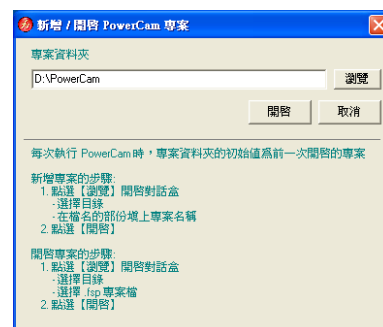 新增 / 開啓 PowerCam 專案
專案資料夾
D:\PowerCam
瀏覽
開啓
取消
每次執行 PowerCam 時，專案資料夾的初始值爲前一次開啓的專案
新增專案的步驟:
1. 點選【瀏覽】開啓對話盒
-選擇目錄
-在檔名的部份塡上專案名稱
2. 點選【開啓】
開啓專案的步驟:
1. 點選【瀏覽】開啓對話盒
-選擇目錄
-選擇 .fsp 專案檔
2. 點選【開啓】